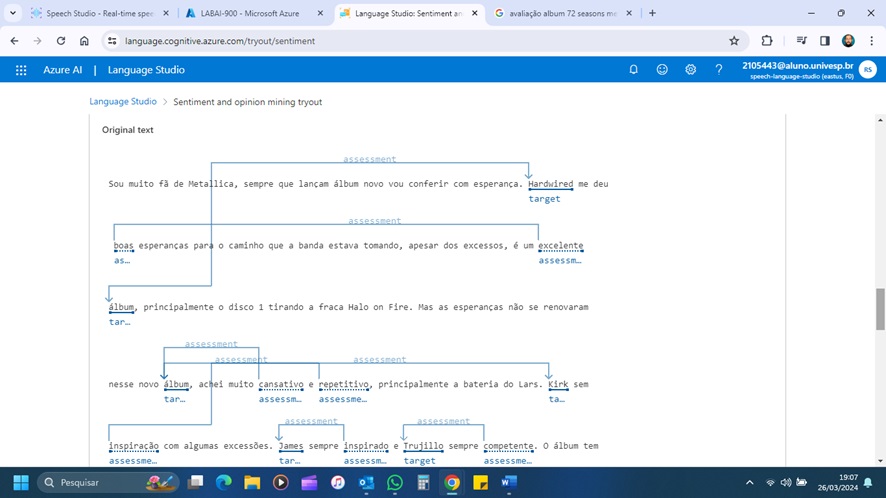 Speech Studio - Real-time spee
LABAI-900 - Microsoft Azure
Language Studio: Sentiment an
avaliação album 72 seasons me
language.cognitive.azure.com/tryout/sentiment
Azure AI | Language Studio
2105443@aluno.univesp.br
speech-language-studio (eastus, F0)
RS
Language Studio > Sentiment and opinion mining tryout
Original text
assessment
Sou muito fã de Metallica, sempre que lançam álbum novo vou conferir com esperança. Hardwired me deu
target
assessment
boas esperanças para o caminho que a banda estava tomando, apesar dos excessos, é um excelente
as… assessm…
álbum, principalmente o disco 1 tirando a fraca Halo on Fire. Mas as esperanças não se renovaram
tar…
assessment
assessment assessment
nesse novo álbum, achei muito cansativo e repetitivo, principalmente a bateria do Lars. Kirk sem
tar… assessm… assessme… ta…
assessment assessment
inspiração com algumas excessões. James sempre inspirado e Trujillo sempre competente. O álbum tem
assessme… tar… assessm… target assessme…
Pesquisar
19:07
26/03/2024